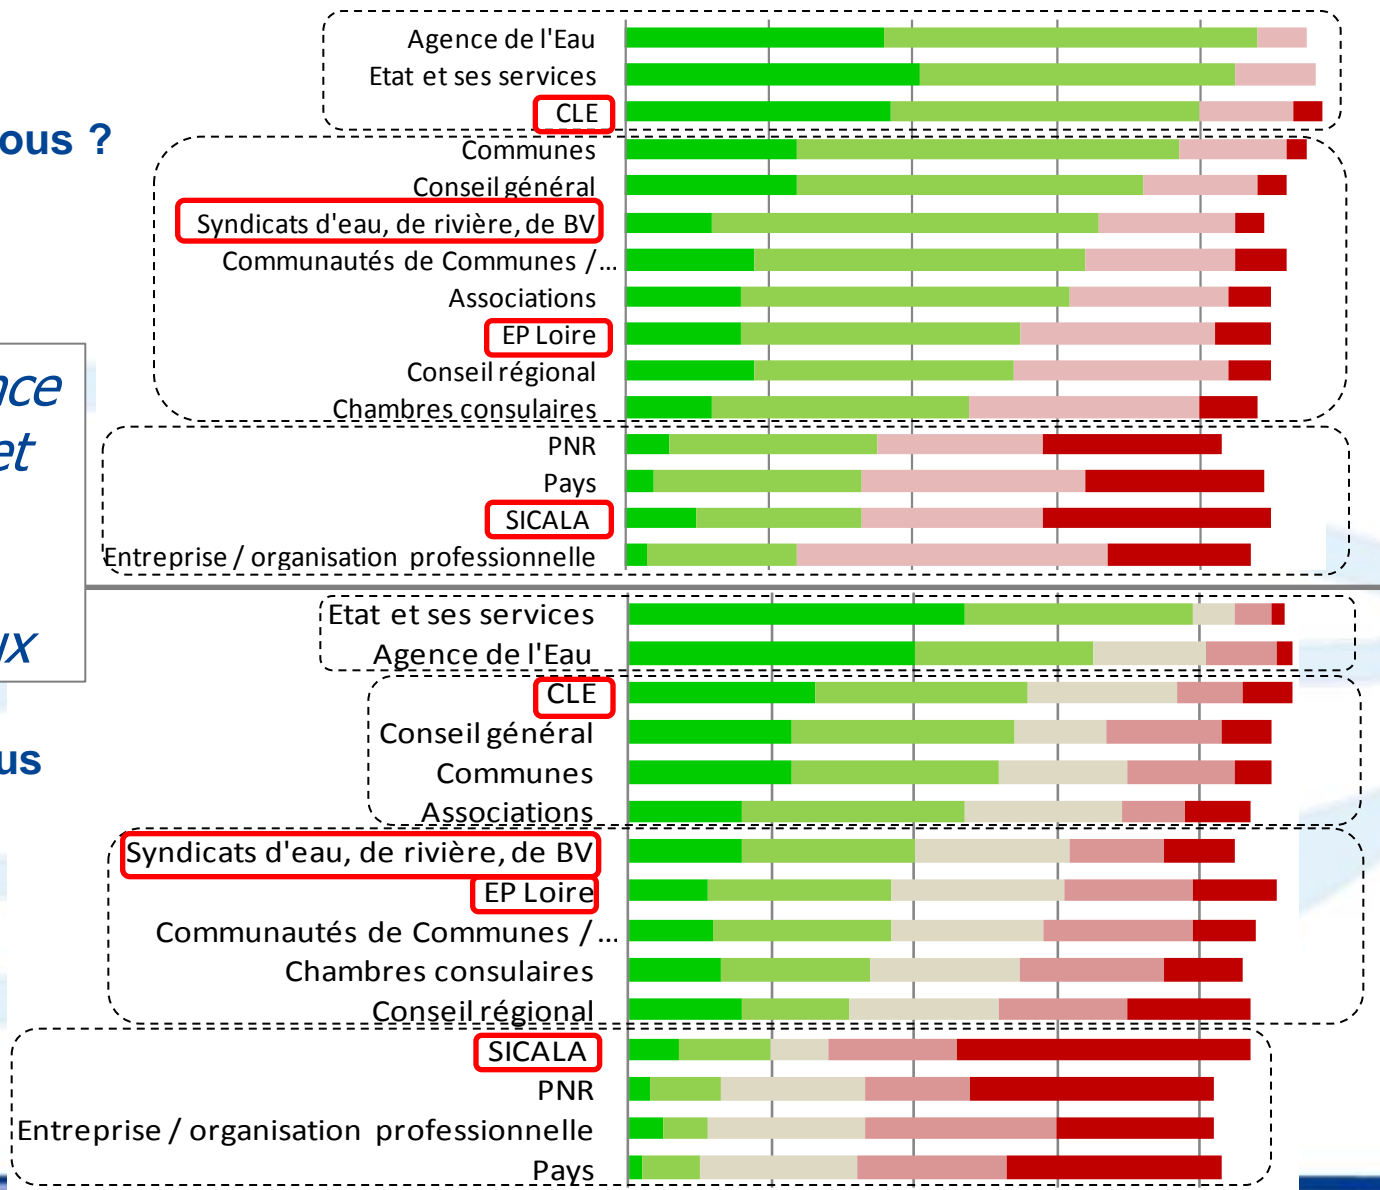 Agence de l'Eau
Etat et ses services
CLE
ous ?
Communes
Conseil général
Syndicats d'eau, de rivière, de BV
Communautés de Communes /...
Associations
EP Loire
Conseil régional
Chambres consulaires
nce
et
PNR
Pays
SICALA
Entreprise / organisation professionnelle
ux
Etat et ses services
Agence de l'Eau
CLE
Conseil général
us
Communes
Associations
Syndicats d'eau, de rivière, de BV
EP Loire
Communautés de Communes / ...
Chambres consulaires
Conseil régional
SICALA
PNR
Entreprise / organisation professionnelle
Pays